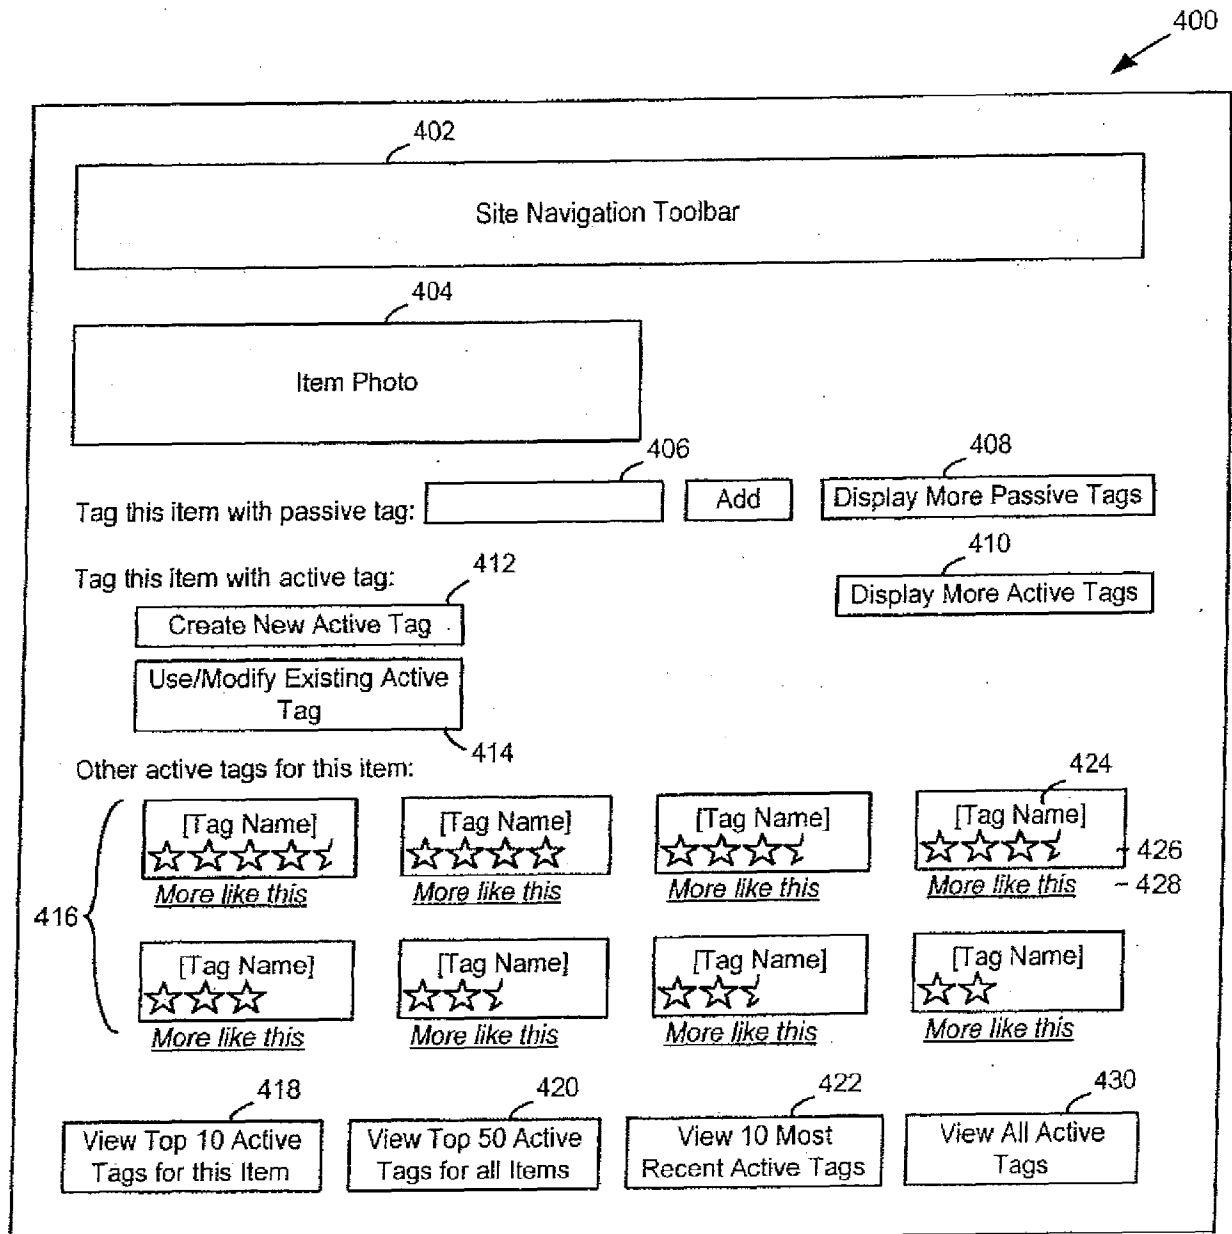 400
402
Site Navigation Toolbar
404
Item Photo
406
408
Tag this item with passive tag:
Add
Display More Passive Tags
410
Tag this item with active tag:
412
Display More Active Tags
Create New Active Tag
Use/Modify Existing Active
Tag
414
Other active tags for this item:
424
[Tag Name]
[Tag Name]
[Tag Name]
[Tag Name]
426
More like this
More like this
More like this
More like this
428
416
[Tag Name]
[Tag Name]
[Tag Name]
[Tag Name]
More like this
More like this
More like this
More like this
418
420
422
430
View Top 10 Active
Tags for this Item
View Top 50 Active
Tags for all Items
View 10 Most
Recent Active Tags
View All Active
Tags